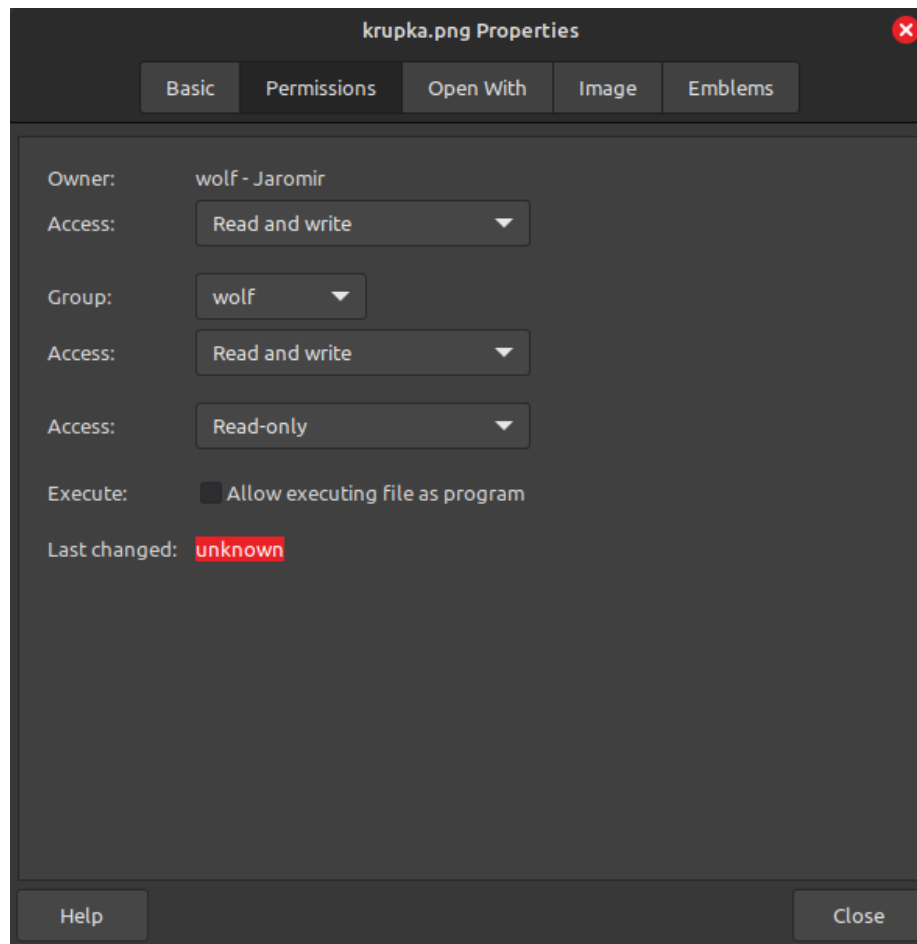 krupka.png Properties
Basic Permissions Open With Image Emblems
Owner: wolf - Jaromir
Access: Read and write
Group: wolf
Access: Read and write
Access: Read-only
Execute: Allow executing file as program
Last changed: unknown
Help Close